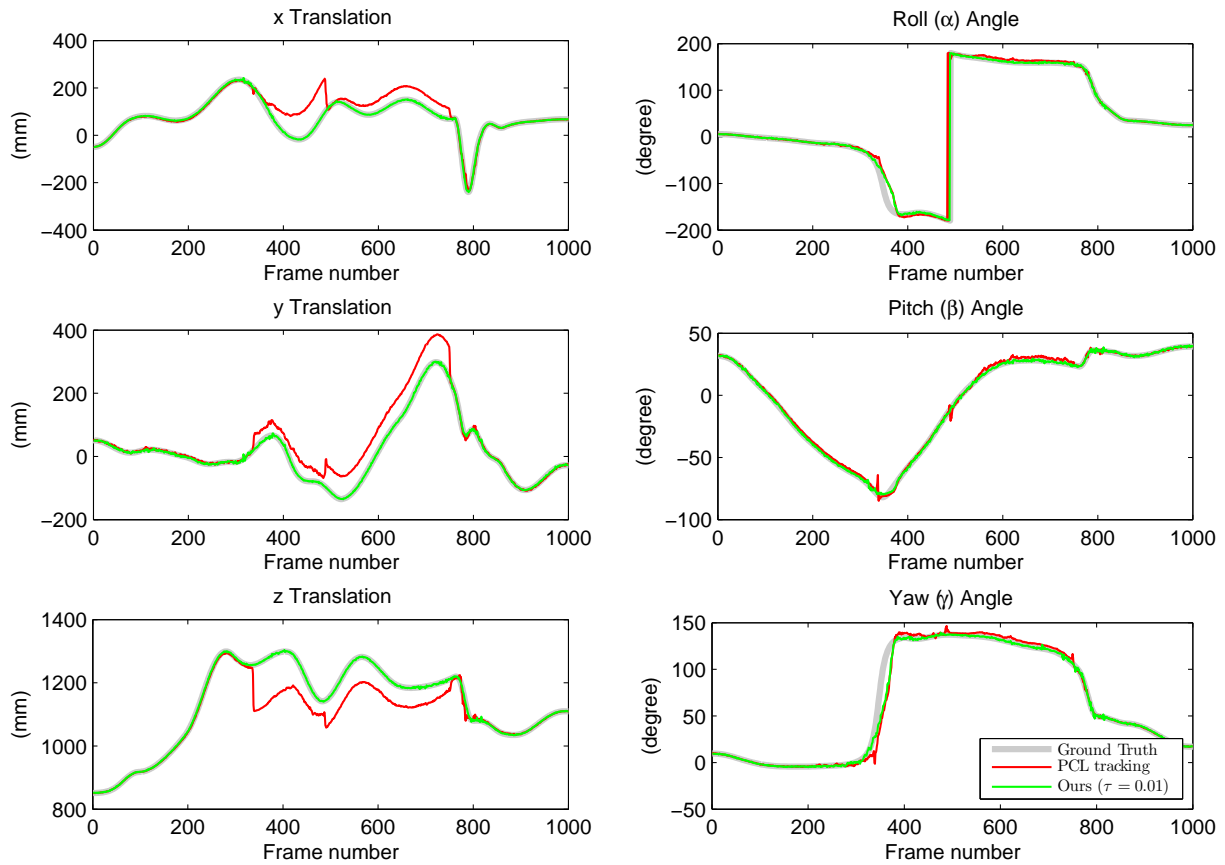 x Translation
400
200
0
−200
−400
(mm)
0 200 400 600 800 1000
Frame number
Roll (α) Angle
200
100
0
−100
−200
(degree)
0 200 400 600 800 1000
Frame number
y Translation
400
200
0
−200
(mm)
0 200 400 600 800 1000
Frame number
Pitch (β) Angle
50
0
−50
−100
(degree)
0 200 400 600 800 1000
Frame number
z Translation
1400
1200
1000
800
(mm)
0 200 400 600 800 1000
Frame number
Yaw (γ) Angle
150
100
50
0
−50
(degree)
0 200 400 600 800 1000
Frame number
Ground Truth
PCL tracking
Ours (τ = 0.01)